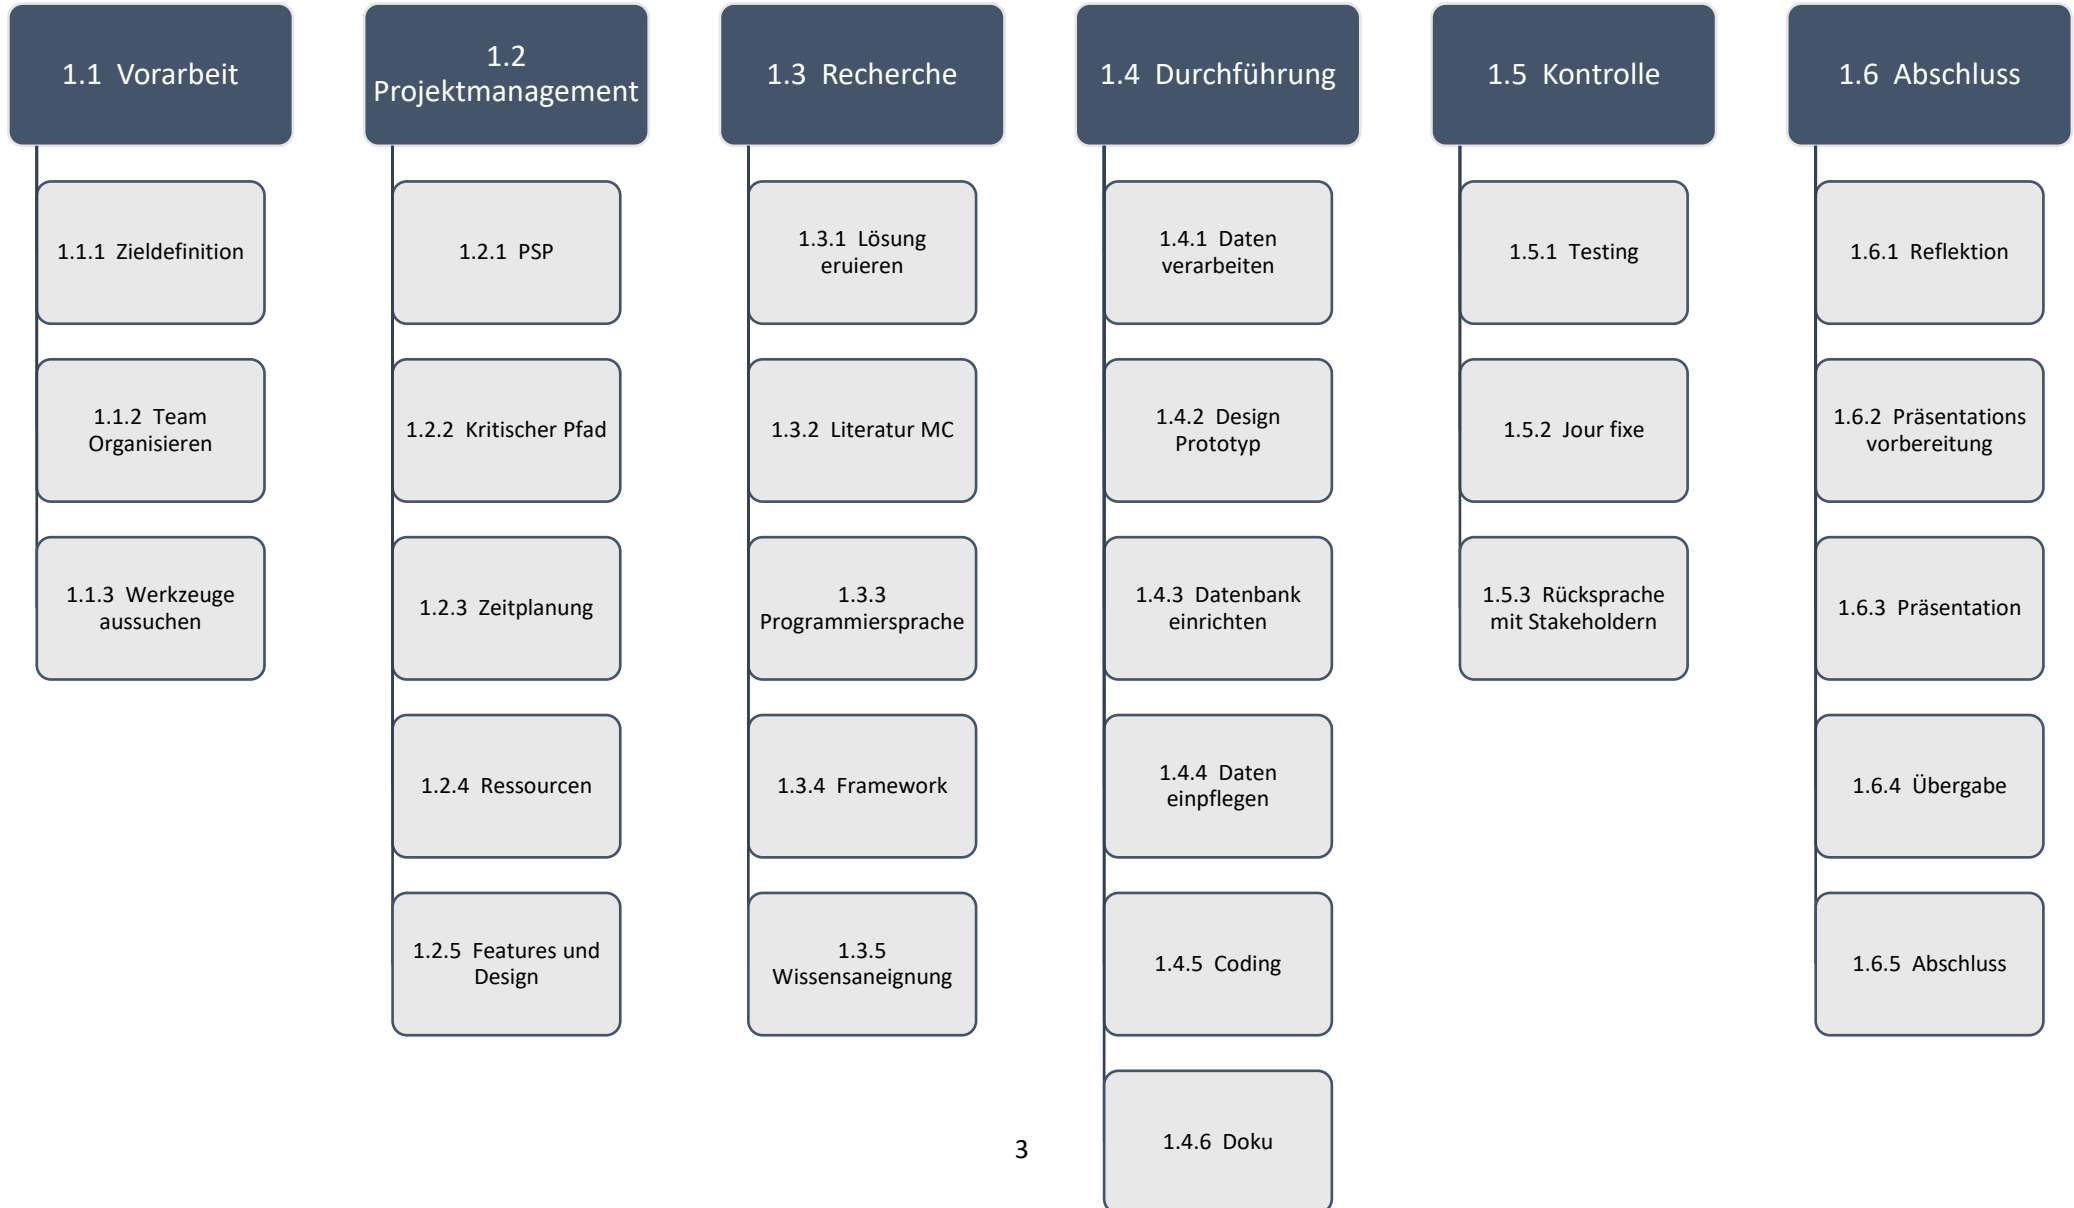 1.1 Vorarbeit
1.1.1 Zieldefinition
1.1.2 Team
Organisieren
1.1.3 Werkzeuge
aussuchen
1.2
Projektmanagement
1.2.1 PSP
1.2.2 Kritischer Pfad
1.2.3 Zeitplanung
1.2.4 Ressourcen
1.2.5 Features und
Design
1.3 Recherche
1.3.1 Lösung
eruieren
1.3.2 Literatur MC
1.3.3
Programmiersprache
1.3.4 Framework
1.3.5
Wissensaneignung
1.4 Durchführung
1.4.1 Daten
verarbeiten
1.4.2 Design
Prototyp
1.4.3 Datenbank
einrichten
1.4.4 Daten
einpflegen
1.4.5 Coding
1.4.6 Doku
1.5 Kontrolle
1.5.1 Testing
1.5.2 Jour fixe
1.5.3 Rücksprache
mit Stakeholdern
1.6 Abschluss
1.6.1 Reflektion
1.6.2 Präsentations
vorbereitung
1.6.3 Präsentation
1.6.4 Übergabe
1.6.5 Abschluss
3